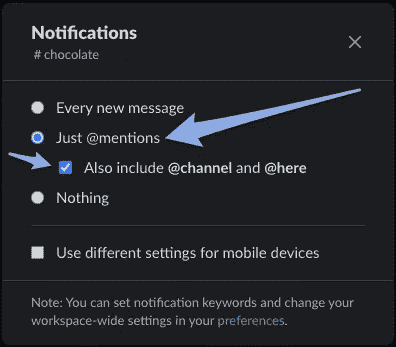 Notifications
# chocolate
Every new message
Just @mentions
Also include @channel and @here
Nothing
Use different settings for mobile devices
Note: You can set notification keywords and change your
workspace-wide settings in your preferences.